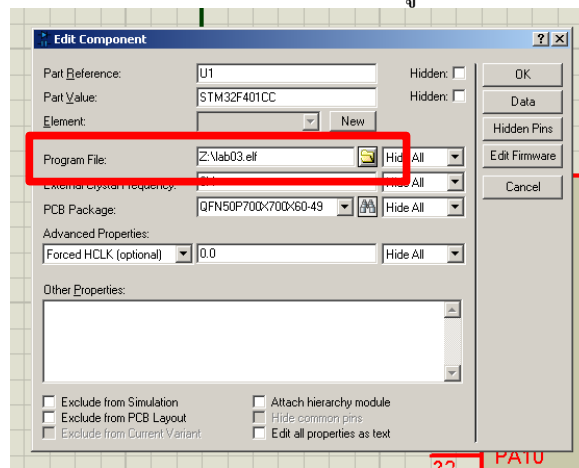 Edit Component
Part Reference: U1 Hidden:
Part Value: STM32F401CC Hidden:
Element: New
Program File: Z:\lab03.elf Hide All
External Crystal Frequency: Hide All
PCB Package: QFN50P700X700X60-49 Hide All
Advanced Properties:
Forced HCLK (optional) 0.0 Hide All
Other Properties:
Exclude from Simulation Attach hierarchy module
Exclude from PCB Layout Hide common pins
Exclude from Current Variant Edit all properties as text
OK
Data
Hidden Pins
Edit Firmware
Cancel
PA10